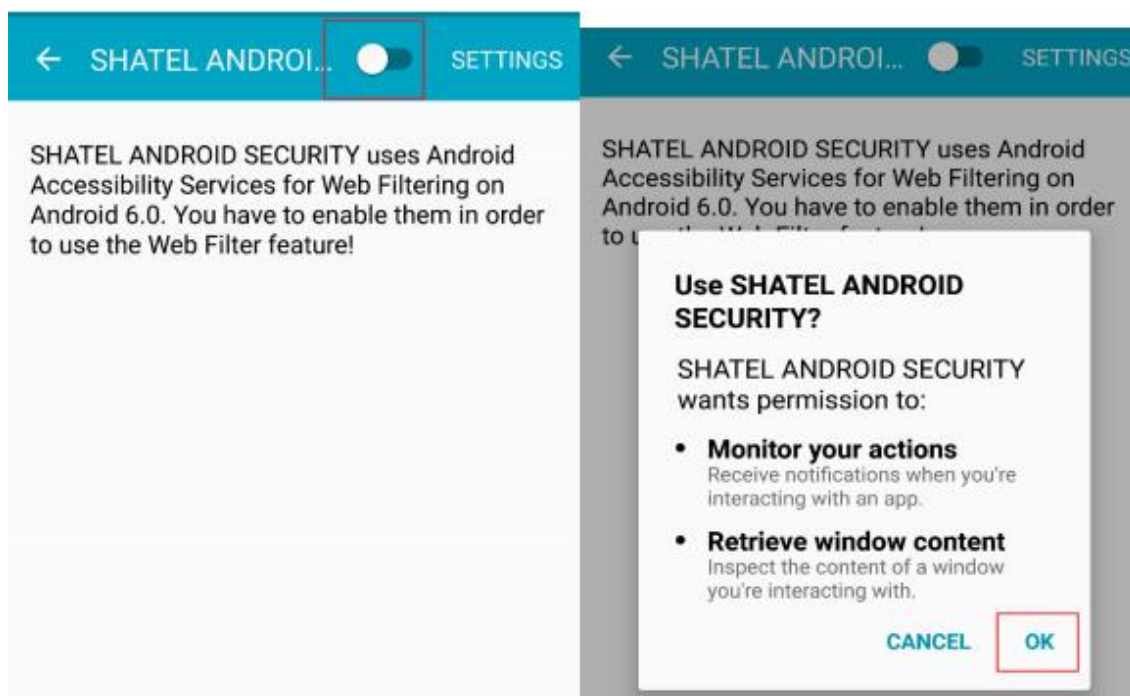 SHATEL ANDROI... SETTINGS
SHATEL ANDROID SECURITY uses Android
Accessibility Services for Web Filtering on
Android 6.0. You have to enable them in order
to use the Web Filter feature!
SHATEL ANDROI... SETTINGS
SHATEL ANDROID SECURITY uses Android
Accessibility Services for Web Filtering on
Android 6.0. You have to enable them in order
to
Use SHATEL ANDROID
SECURITY?
SHATEL ANDROID SECURITY
wants permission to:
• Monitor your actions
Receive notifications when you're
interacting with an app.
• Retrieve window content
Inspect the content of a window
you're interacting with.
CANCEL OK